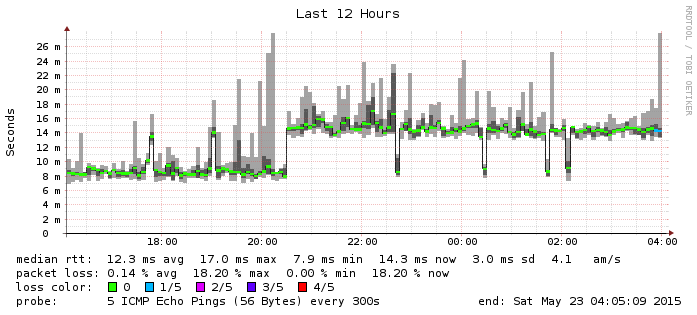 Last 12 Hours
RRDTOOL / TOBI OETIKER
Seconds
26 m
24 m
22 m
20 m
18 m
16 m
14 m
12 m
10 m
8 m
6 m
4 m
2 m
0
18:00 20:00 22:00 00:00 02:00 04:00
median rtt: 12.3 ms avg 17.0 ms max 7.9 ms min 14.3 ms now 3.0 ms sd 4.1 am/s
packet loss: 0.14 % avg 18.20 % max 0.00 % min 18.20 % now
loss color: 0 1/5 2/5 3/5 4/5
probe: 5 ICMP Echo Pings (56 Bytes) every 300s end: Sat May 23 04:05:09 2015